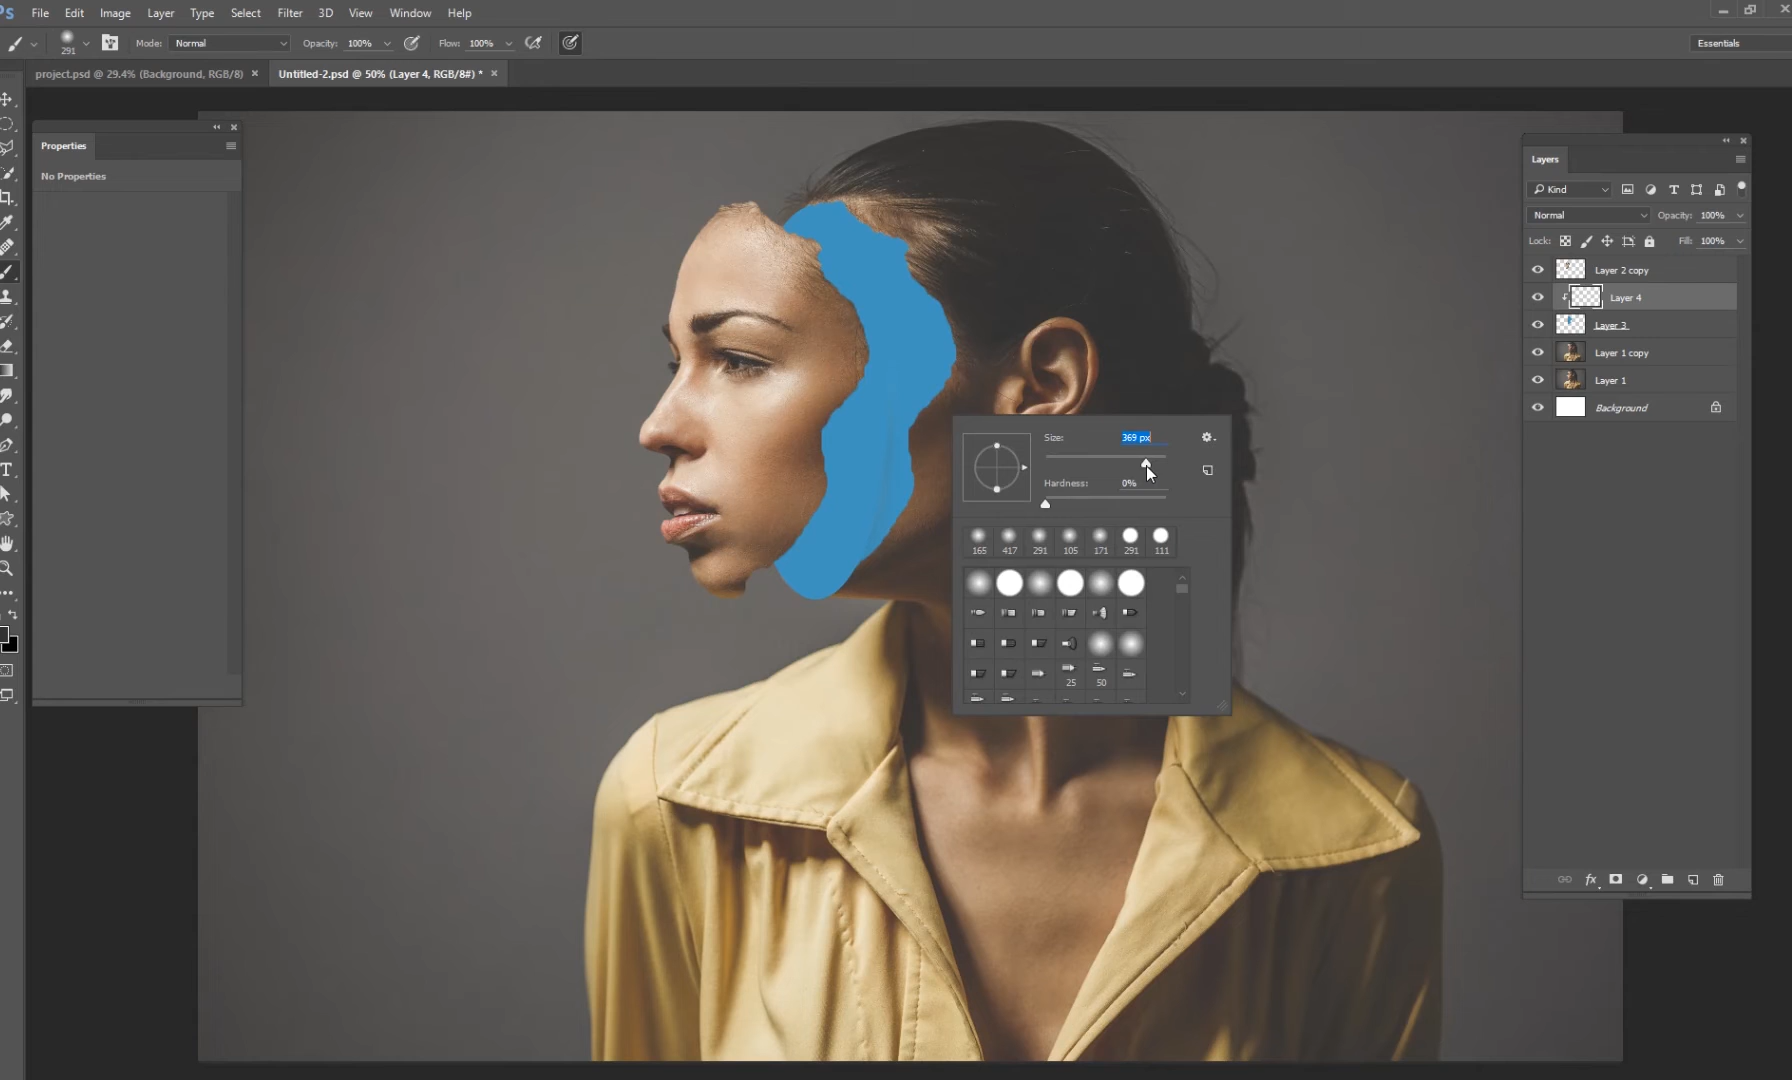 Ps File Edit Image Layer Type Select Filter 3D View Window Help
291 Mode: Normal Opacity: 100% Flow: 100% Essentials
project.psd @ 29.4% (Background, RGB/8) × Untitled-2.psd @ 50% (Layer 4, RGB/8#) * ×
Properties
No Properties
Layers
Kind
Normal Opacity: 100%
Lock: Fill: 100%
Layer 2 copy
Layer 4
Layer 3
Layer 1 copy
Layer 1
Background
fx
Size: 369 px
Hardness: 0%
165 417 291 105 171 291 111
25 50